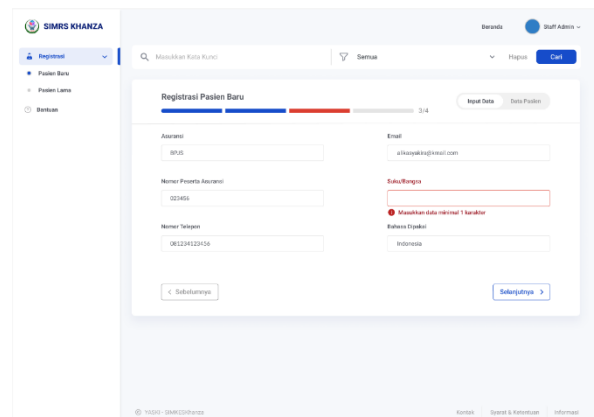 SIMRS KHANZA
Beranda
Staff Admin
Registrasi
Pasien Baru
Pasien Lama
Bantuan
Masukkan Kata Kunci
Semua
Hapus
Cari
Registrasi Pasien Baru
3/4
Input Data
Data Pasien
Asuransi
BPJS
Email
Nomor Peserta Asuransi
023456
Suku/Bangsa
Masukkan data minimal 1 karakter
Nomor Telepon
081234123456
Bahasa Dipakai
Indonesia
< Sebelumnya
Selanjutnya >
© YASKI - SIMRSKhanza
Kontak
Syarat & Ketentuan
Informasi